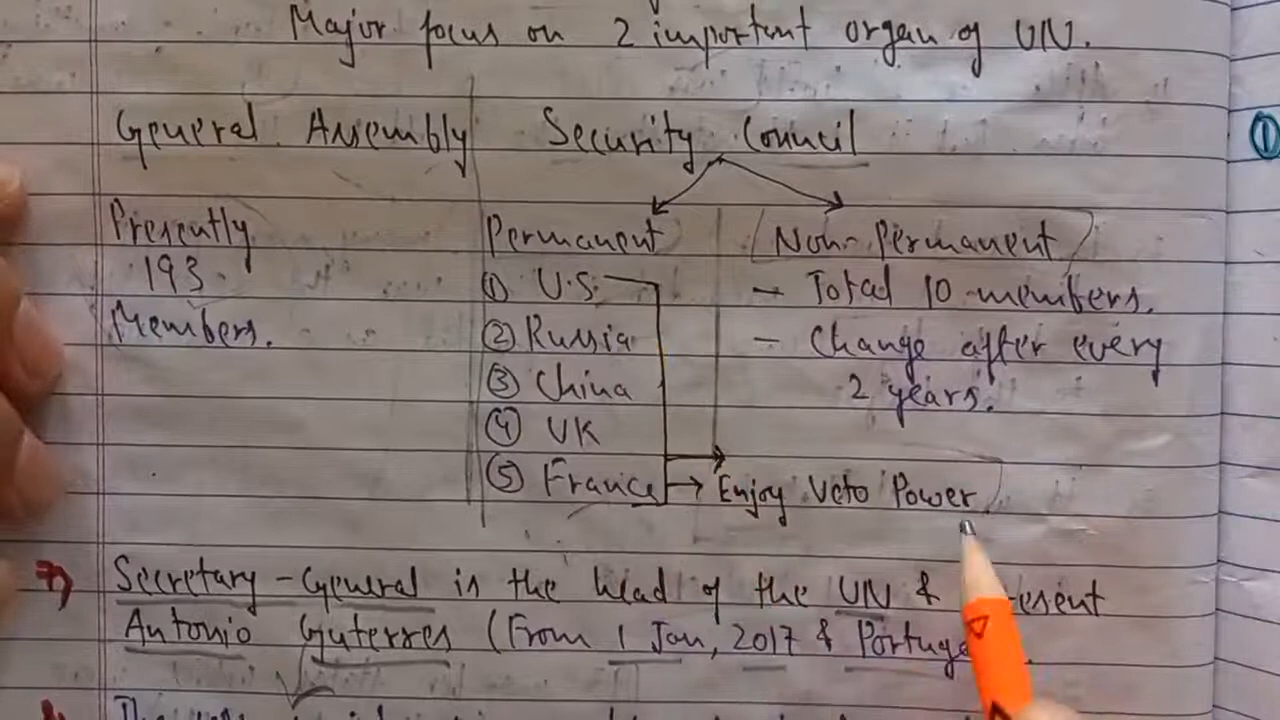 Major focus on 2 important organ of UN.
General Assembly
Security Council
①
Presently
193
Members.
Permanent
① U.S.
② Russia
③ China
④ UK
⑤ France → Enjoy Veto Power
Non-Permanent
- Total 10 members.
- Change after every
2 years.
⇒ Secretary-General is the head of the UN &
Antonio Guterres (From 1 Jan, 2017 &